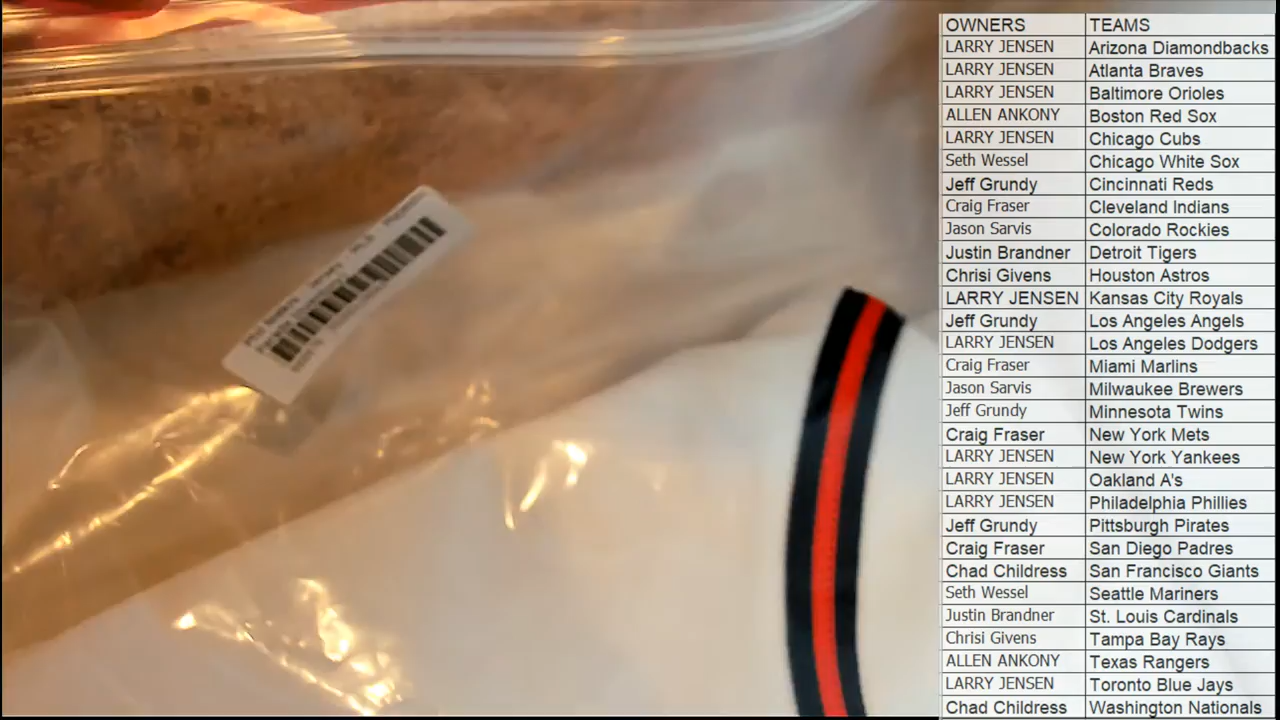 OWNERS TEAMS
LARRY JENSEN Arizona Diamondbacks
LARRY JENSEN Atlanta Braves
LARRY JENSEN Baltimore Orioles
ALLEN ANKONY Boston Red Sox
LARRY JENSEN Chicago Cubs
Seth Wessel Chicago White Sox
Jeff Grundy Cincinnati Reds
Craig Fraser Cleveland Indians
Jason Sarvis Colorado Rockies
Justin Brandner Detroit Tigers
Chrisi Givens Houston Astros
LARRY JENSEN Kansas City Royals
Jeff Grundy Los Angeles Angels
LARRY JENSEN Los Angeles Dodgers
Craig Fraser Miami Marlins
Jason Sarvis Milwaukee Brewers
Jeff Grundy Minnesota Twins
Craig Fraser New York Mets
LARRY JENSEN New York Yankees
LARRY JENSEN Oakland A's
LARRY JENSEN Philadelphia Phillies
Jeff Grundy Pittsburgh Pirates
Craig Fraser San Diego Padres
Chad Childress San Francisco Giants
Seth Wessel Seattle Mariners
Justin Brandner St. Louis Cardinals
Chrisi Givens Tampa Bay Rays
ALLEN ANKONY Texas Rangers
LARRY JENSEN Toronto Blue Jays
Chad Childress Washington Nationals